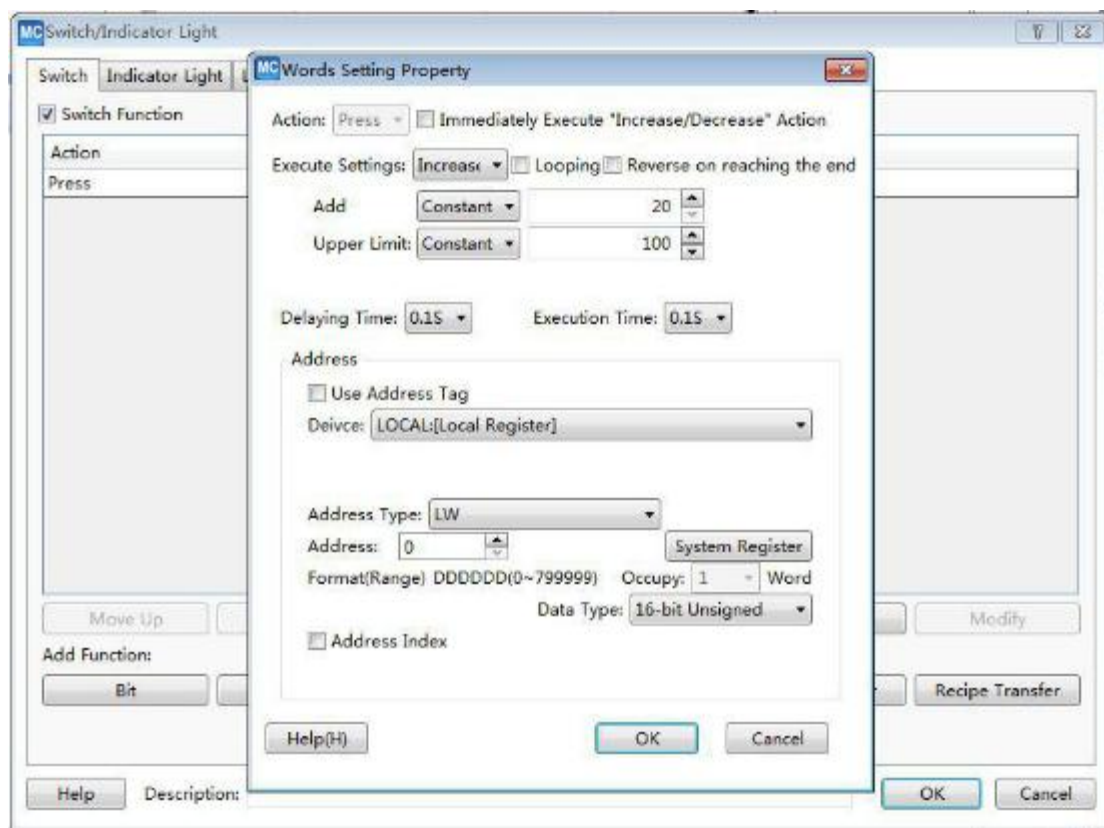 MC Switch/Indicator Light
Switch Indicator Light
Switch Function
Action
Press
MC Words Setting Property
Action: Press Immediately Execute "Increase/Decrease" Action
Execute Settings: Increas Looping Reverse on reaching the end
Add Constant 20
Upper Limit: Constant 100
Delaying Time: 0.1S Execution Time: 0.1S
Address
Use Address Tag
Deivce: LOCAL:[Local Register]
Address Type: LW
Address: 0 System Register
Format(Range) DDDDDD(0~799999) Occupy: 1 Word
Data Type: 16-bit Unsigned
Address Index
Move Up Modify
Add Function:
Bit Recipe Transfer
Help(H) OK Cancel
Help Description: OK Cancel